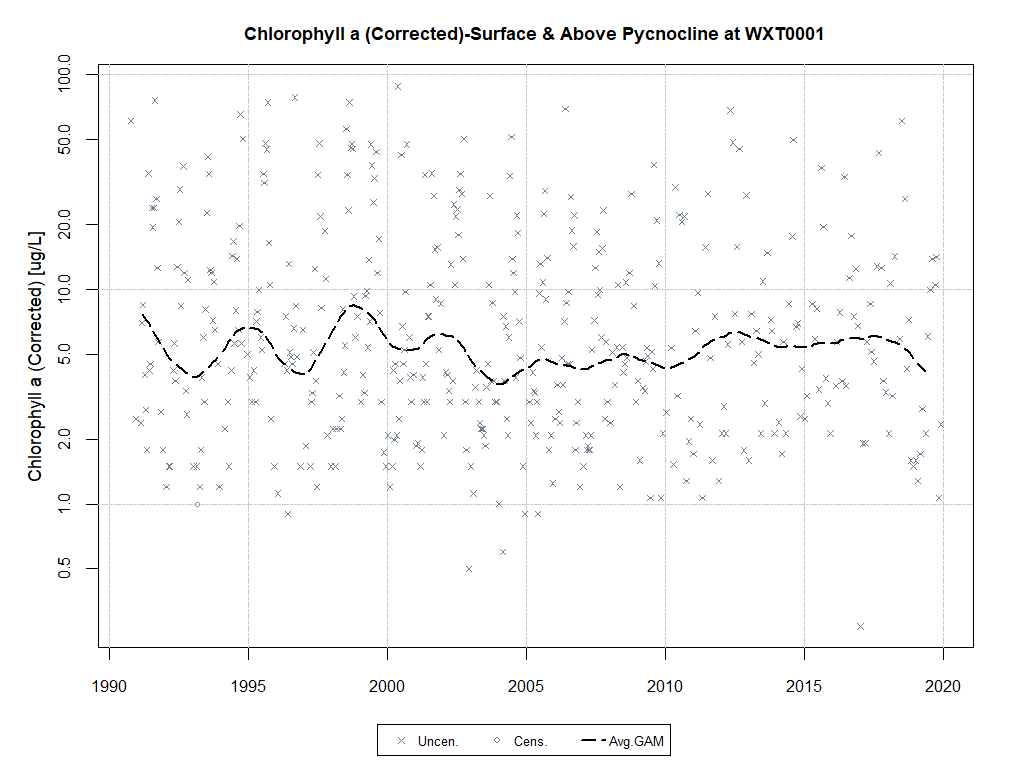 Chlorophyll a (Corrected)-Surface & Above Pycnocline at WXT0001
Chlorophyll a (Corrected) [ug/L]
100.0
50.0
20.0
10.0
5.0
2.0
1.0
0.5
1990 1995 2000 2005 2010 2015 2020
Uncen. Cens. Avg.GAM